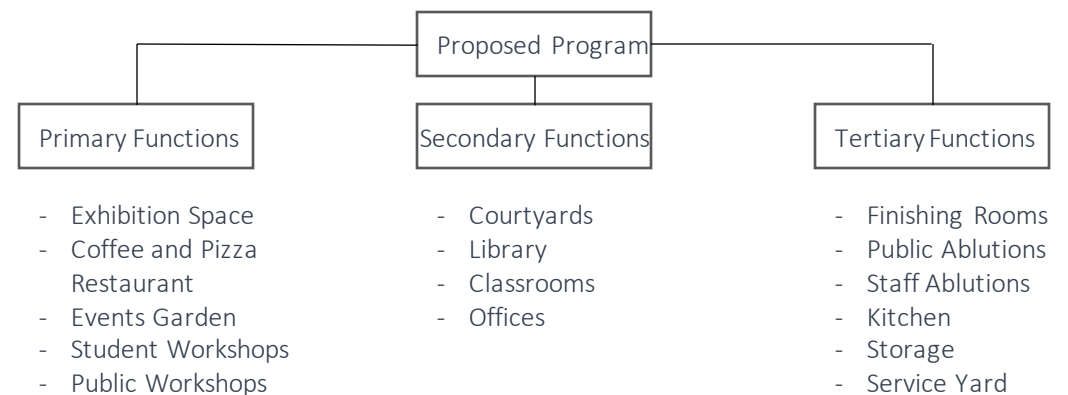 Proposed Program
Primary Functions
Secondary Functions
Tertiary Functions
- Exhibition Space
- Coffee and Pizza
Restaurant
- Events Garden
- Student Workshops
- Public Workshops
- Courtyards
- Library
- Classrooms
- Offices
- Finishing Rooms
- Public Ablutions
- Staff Ablutions
- Kitchen
- Storage
- Service Yard